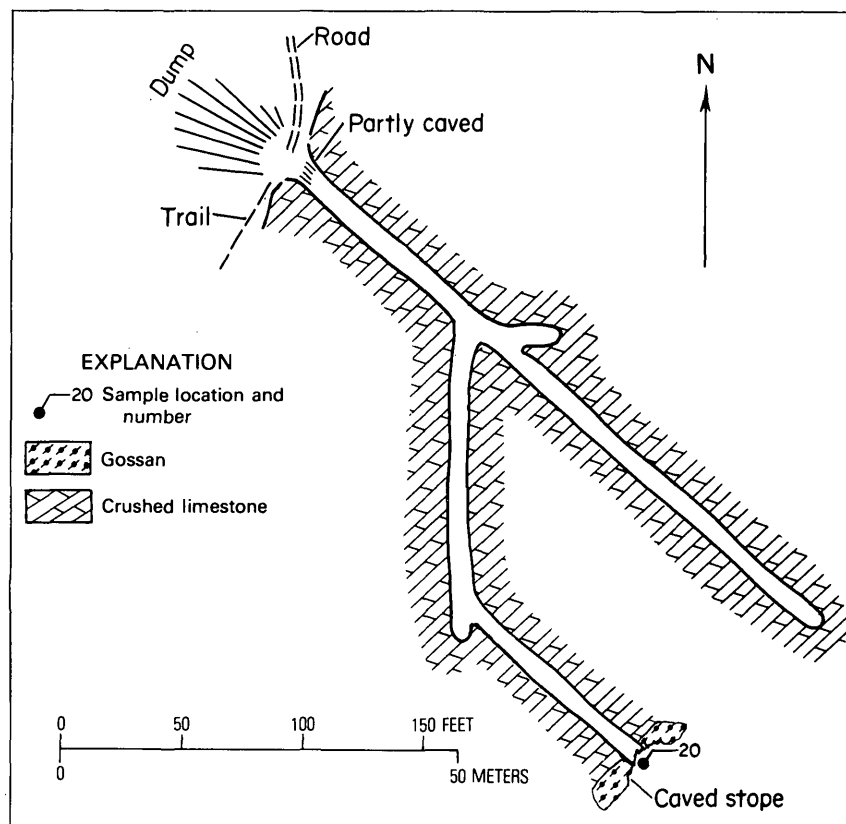 Road
Dump
N
Partly caved
Trail
EXPLANATION
20 Sample location and
number
Gossan
Crushed limestone
0 50 100 150 FEET
0 50 METERS
20
Caved stope